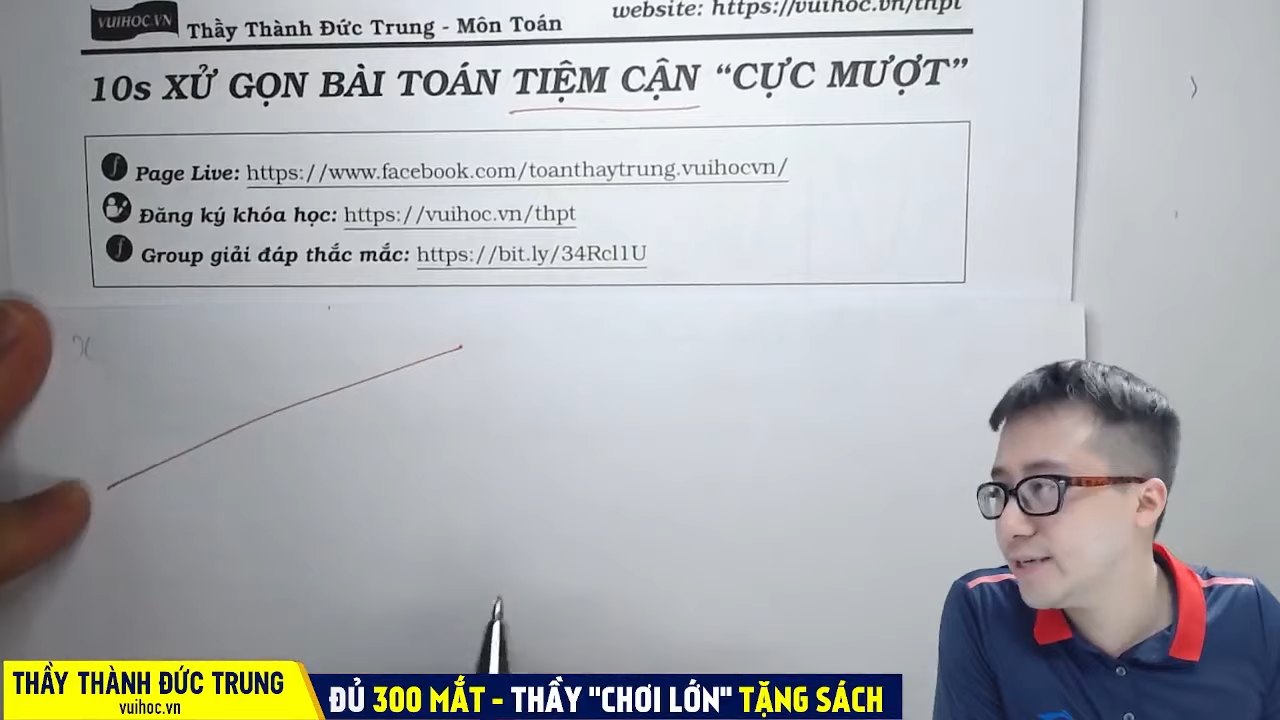 VUIHOC.VN
Thầy Thành Đức Trung - Môn Toán
website: https://vuihoc.vn/thpt
10s XỬ GỌN BÀI TOÁN TIỆM CẬN “CỰC MƯỢT”
Page Live: https://www.facebook.com/toanthaytrung.vuihocvn/
Đăng ký khóa học: https://vuihoc.vn/thpt
Group giải đáp thắc mắc: https://bit.ly/34Rcl1U
THẦY THÀNH ĐỨC TRUNG
vuihoc.vn
ĐỦ 300 MẮT - THẦY "CHƠI LỚN" TẶNG SÁCH